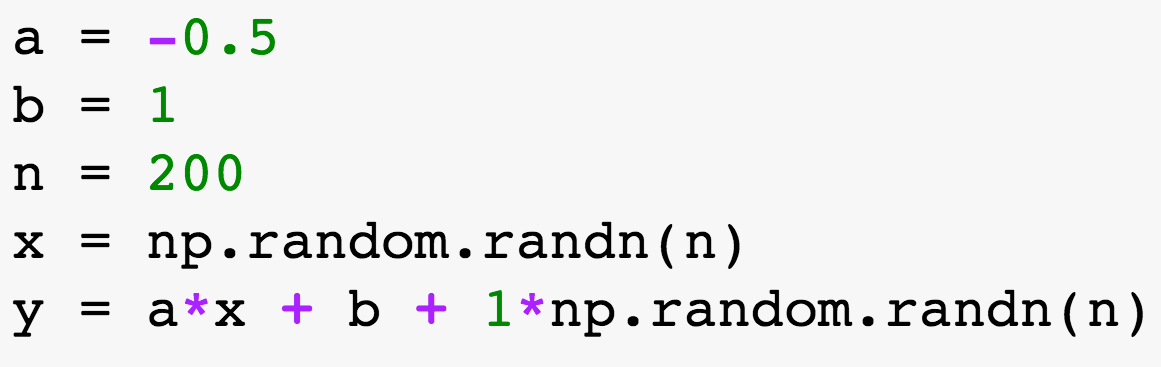 a = -0.5
b = 1
n = 200
x = np.random.randn(n)
y = a*x + b + 1*np.random.randn(n)